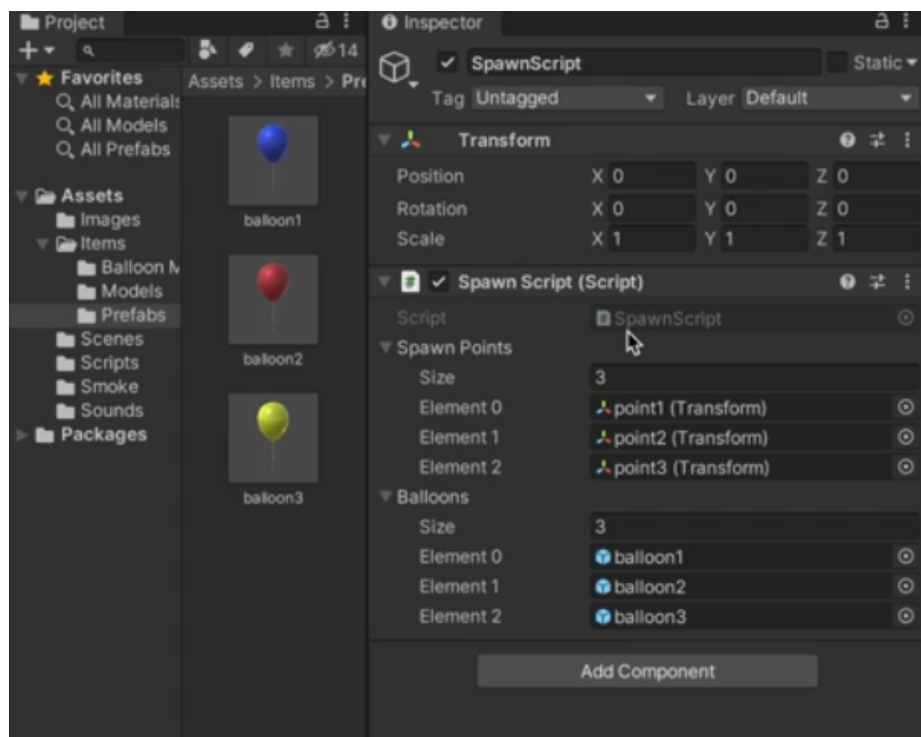 Project
14
Favorites
All Materials
All Models
All Prefabs
Assets
Images
Items
Balloon M
Models
Prefabs
Scenes
Scripts
Smoke
Sounds
Packages
Assets > Items > Pre
balloon1
balloon2
balloon3
Inspector
SpawnScript Static
Tag Untagged Layer Default
Transform
Position X 0 Y 0 Z 0
Rotation X 0 Y 0 Z 0
Scale X 1 Y 1 Z 1
Spawn Script (Script)
Script SpawnScript
Spawn Points
Size 3
Element 0 point1 (Transform)
Element 1 point2 (Transform)
Element 2 point3 (Transform)
Balloons
Size 3
Element 0 balloon1
Element 1 balloon2
Element 2 balloon3
Add Component